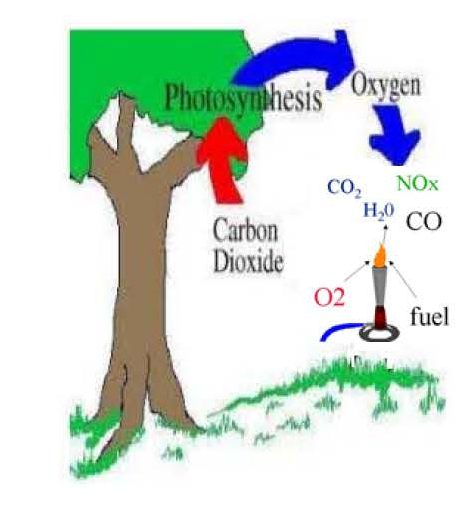 Photosynthesis
Oxygen
CO2
NOx
H20
CO
Carbon
Dioxide
O2
fuel